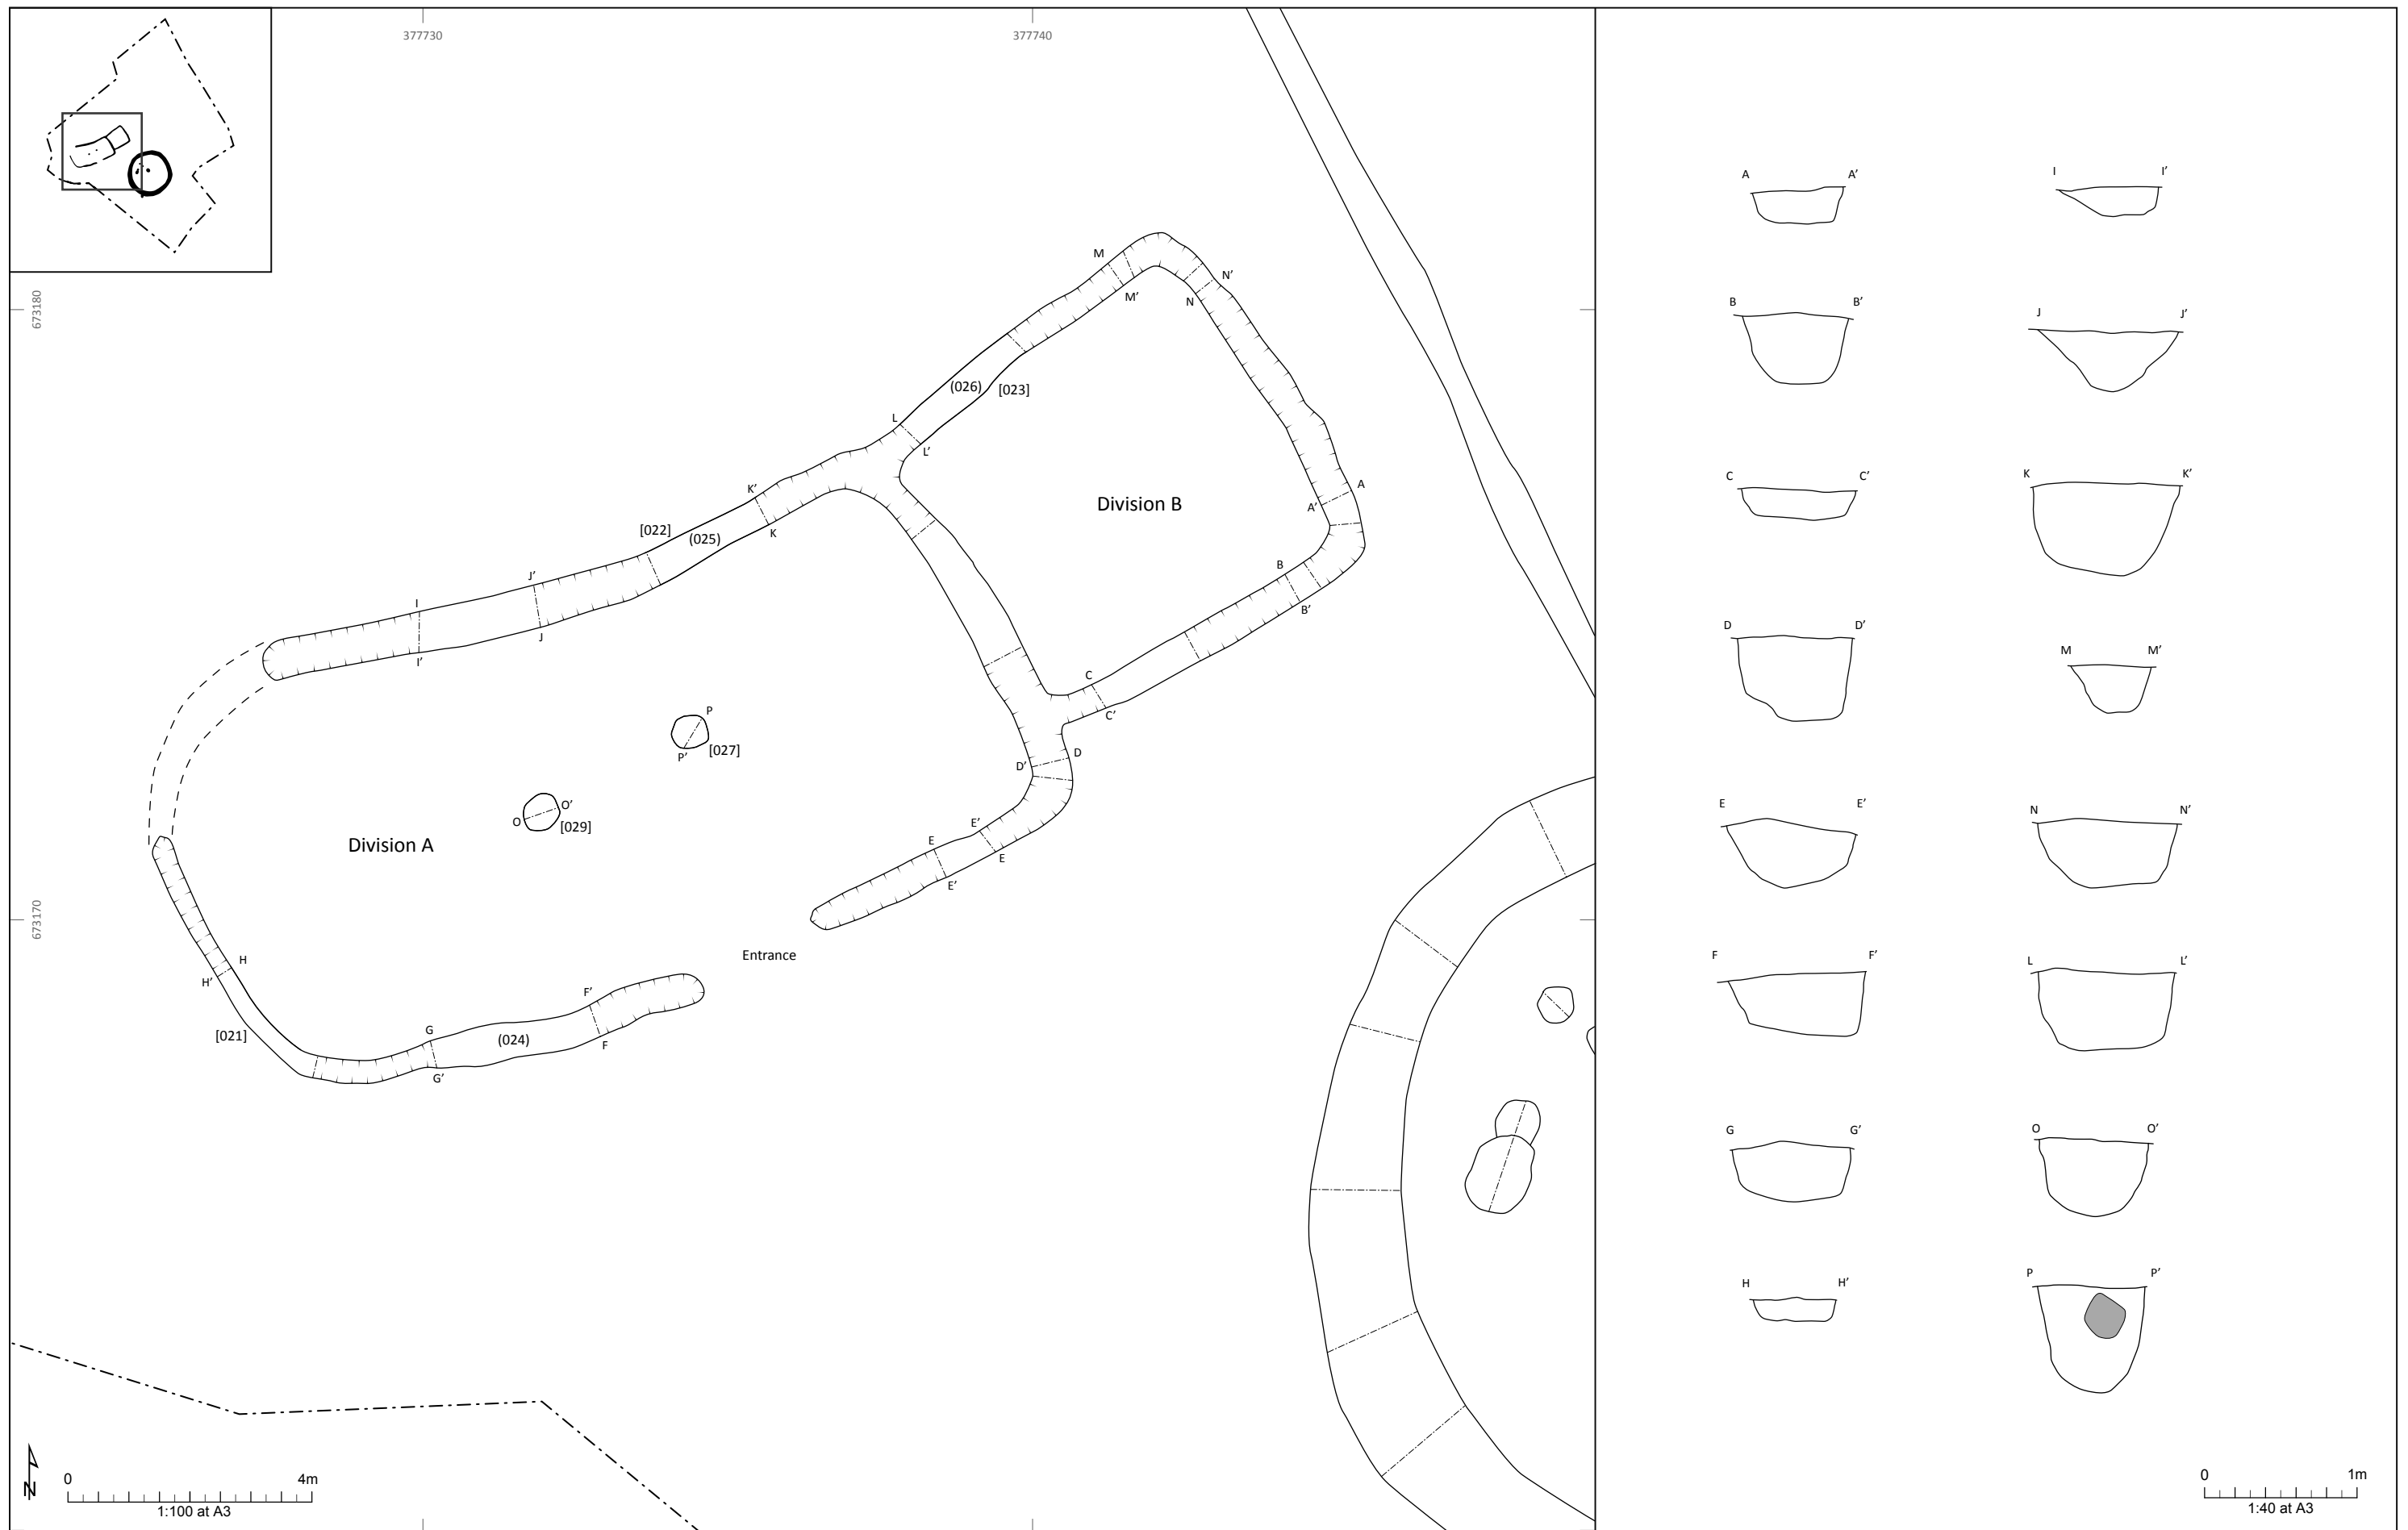 377730
377740
673180
673170
M
M'
N'
N
L
L'
(026)
[023]
K'
K
[022]
(025)
Division B
A
A'
J'
J
I
I'
B
B'
C
C'
P
P'
[027]
D
D'
O'
O
[029]
Division A
E'
E
E
E'
Entrance
H
H'
[021]
F'
F
G
G'
(024)
N
0
4m
1:100 at A3
A
A'
I
I'
B
B'
J
J'
C
C'
K
K'
D
D'
M
M'
E
E'
N
N'
F
F'
L
L'
G
G'
O
O'
H
H'
P
P'
0
1m
1:40 at A3